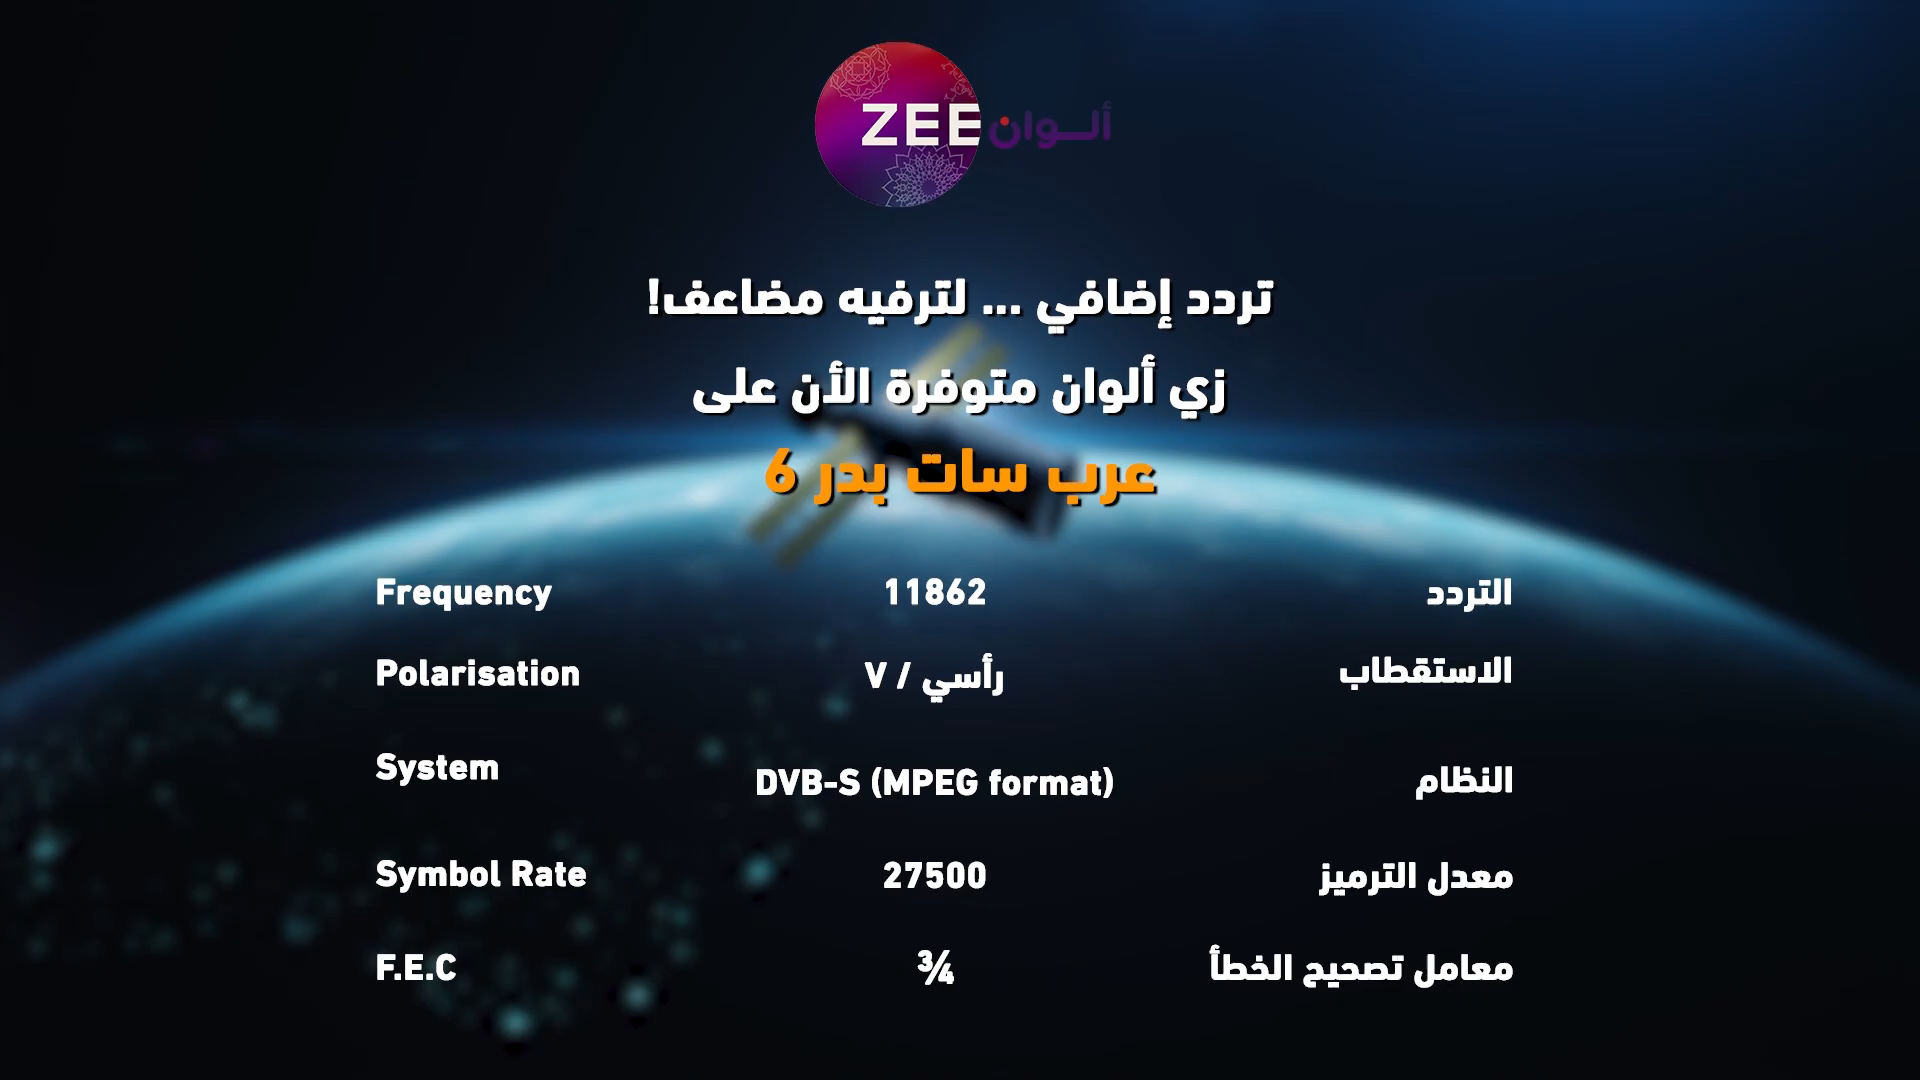 ZEE ألوان
تردد إضافي ... لترفيه مضاعف!
زي ألوان متوفرة الأن على
عرب سات بدر 6
Frequency 11862 التردد
Polarisation رأسي / V الاستقطاب
System DVB-S (MPEG format) النظام
Symbol Rate 27500 معدل الترميز
F.E.C ¾ معامل تصحيح الخطأ